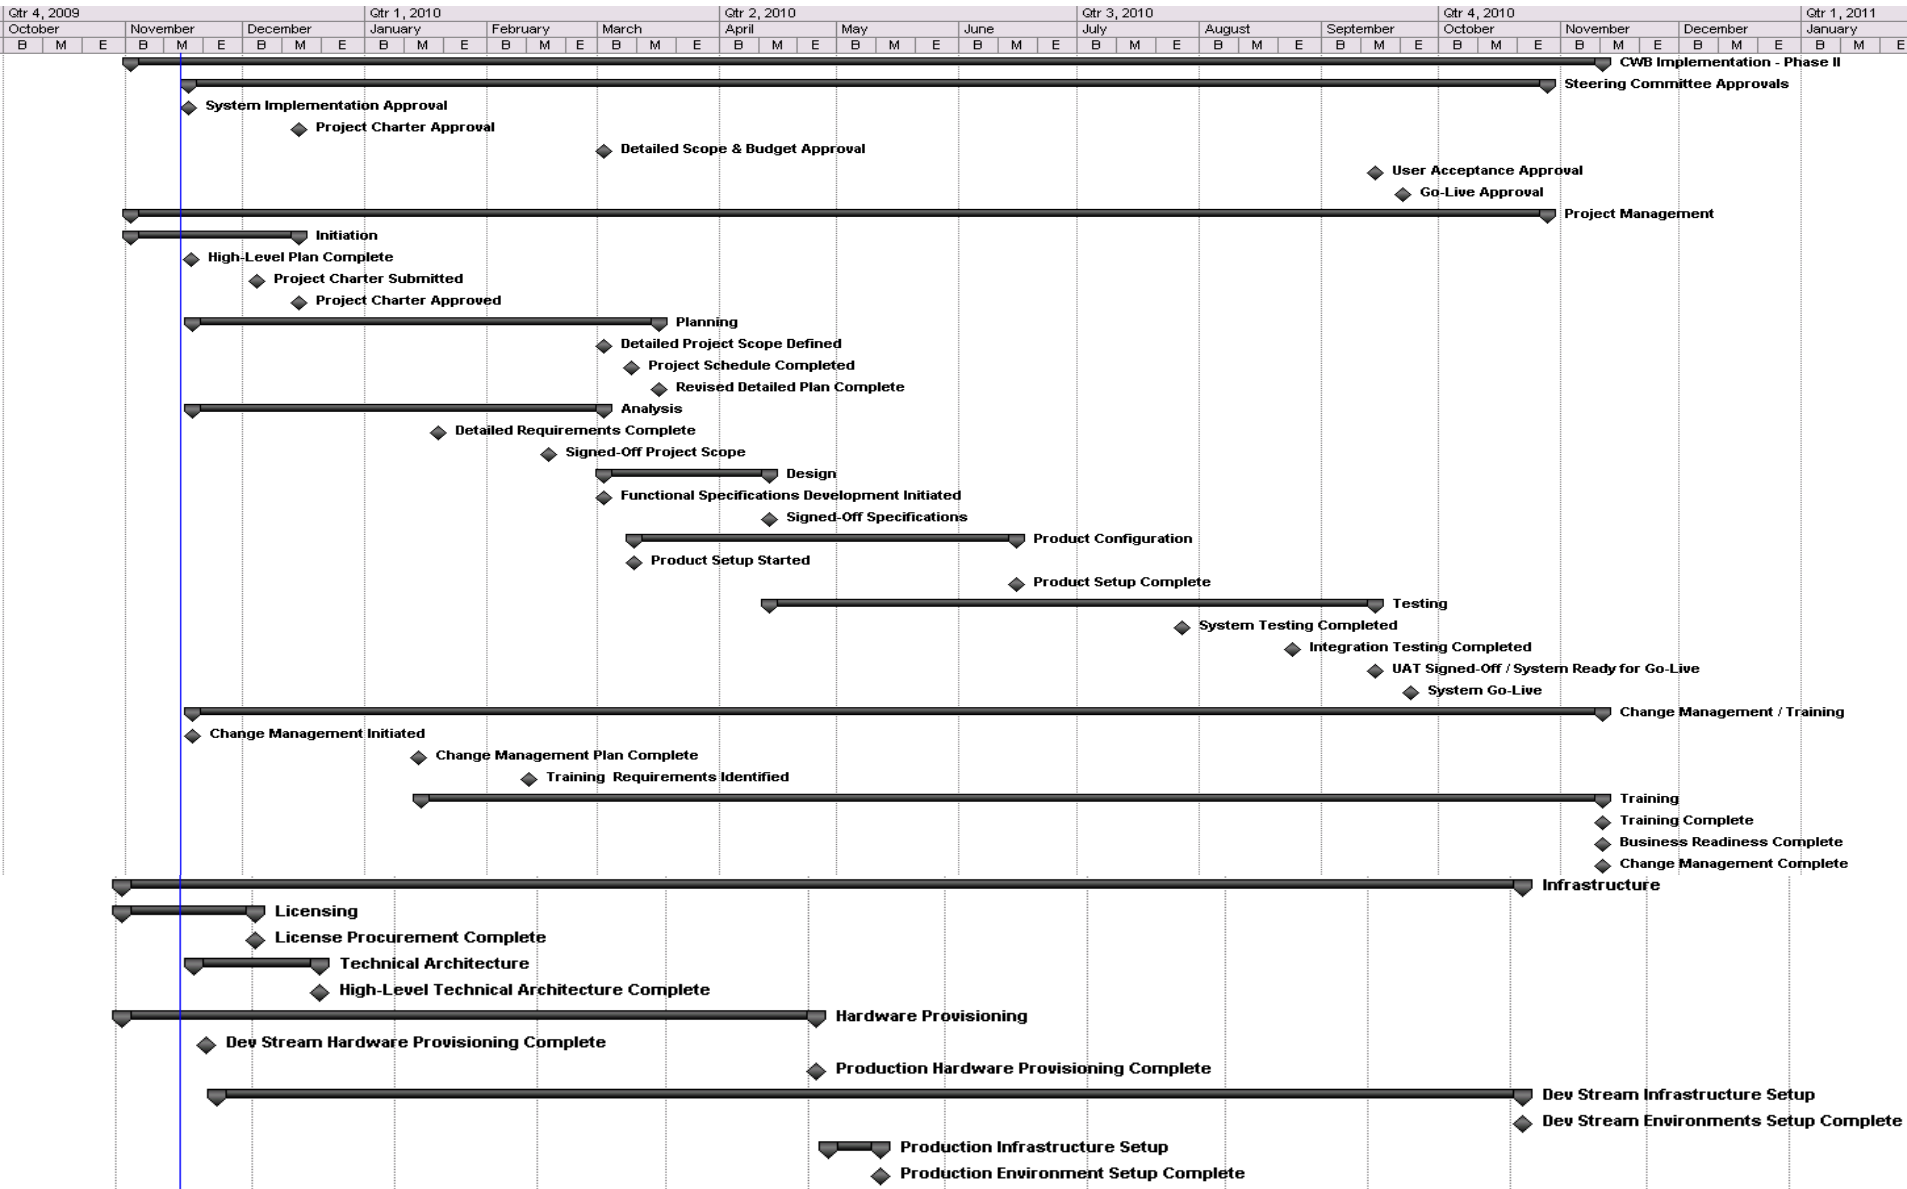 Qtr 4, 2009 Qtr 1, 2010 Qtr 2, 2010 Qtr 3, 2010 Qtr 4, 2010 Qtr 1, 2011
October November December January February March April May June July August September October November December January
B M E B M E B M E B M E B M E B M E B M E B M E B M E B M E B M E B M E B M E B M E B M E B M E
CWB Implementation - Phase II
Steering Committee Approvals
System Implementation Approval
Project Charter Approval
Detailed Scope & Budget Approval
User Acceptance Approval
Go-Live Approval
Project Management
Initiation
High-Level Plan Complete
Project Charter Submitted
Project Charter Approved
Planning
Detailed Project Scope Defined
Project Schedule Completed
Revised Detailed Plan Complete
Analysis
Detailed Requirements Complete
Signed-Off Project Scope
Design
Functional Specifications Development Initiated
Signed-Off Specifications
Product Configuration
Product Setup Started
Product Setup Complete
Testing
System Testing Completed
Integration Testing Completed
UAT Signed-Off / System Ready for Go-Live
System Go-Live
Change Management / Training
Change Management Initiated
Change Management Plan Complete
Training Requirements Identified
Training
Training Complete
Business Readiness Complete
Change Management Complete
Infrastructure
Licensing
License Procurement Complete
Technical Architecture
High-Level Technical Architecture Complete
Hardware Provisioning
Dev Stream Hardware Provisioning Complete
Production Hardware Provisioning Complete
Dev Stream Infrastructure Setup
Dev Stream Environments Setup Complete
Production Infrastructure Setup
Production Environment Setup Complete